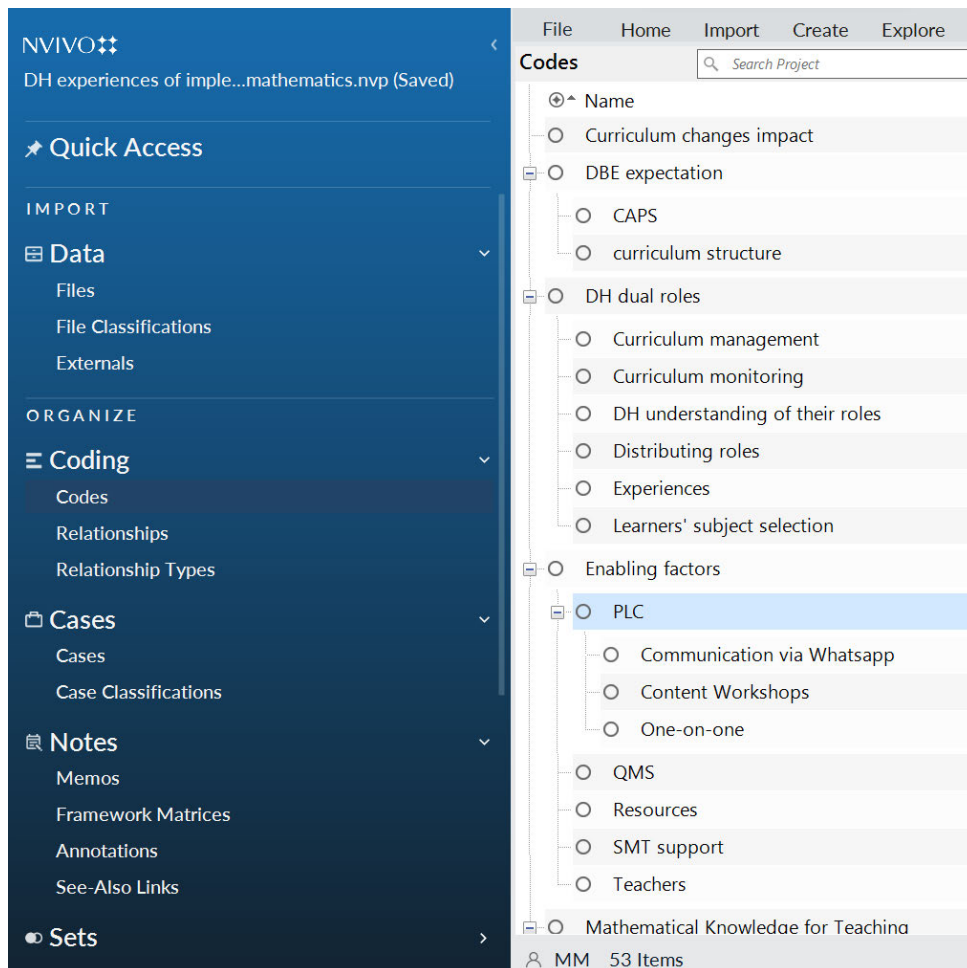 NVIVO
DH experiences of imple...mathematics.nvp (Saved)
Quick Access
IMPORT
Data
Files
File Classifications
Externals
ORGANIZE
Coding
Codes
Relationships
Relationship Types
Cases
Cases
Case Classifications
Notes
Memos
Framework Matrices
Annotations
See-Also Links
Sets
File Home Import Create Explore
Codes Search Project
Name
Curriculum changes impact
DBE expectation
CAPS
curriculum structure
DH dual roles
Curriculum management
Curriculum monitoring
DH understanding of their roles
Distributing roles
Experiences
Learners' subject selection
Enabling factors
PLC
Communication via Whatsapp
Content Workshops
One-on-one
QMS
Resources
SMT support
Teachers
Mathematical Knowledge for Teaching
MM 53 Items